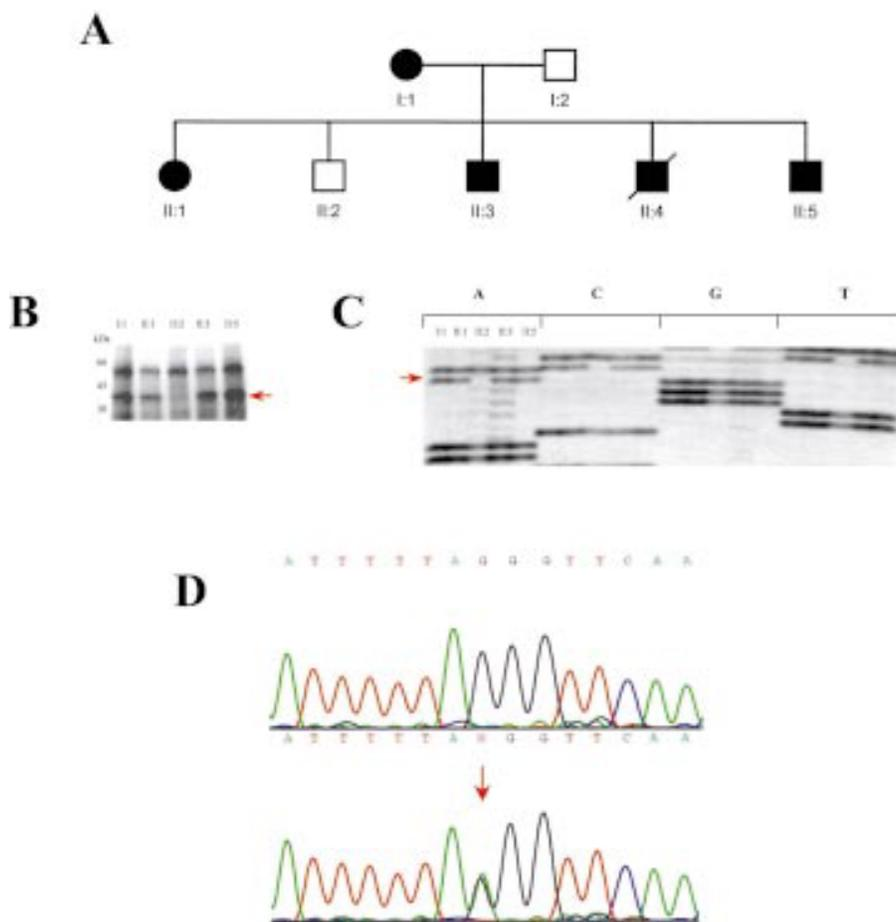 A
I:1 I:2
II:1 II:2 II:3 II:4 II:5
B
C
A C G T
D
A T T T T T A G G G T T C A A
A T T T T T A N G G T T C A A